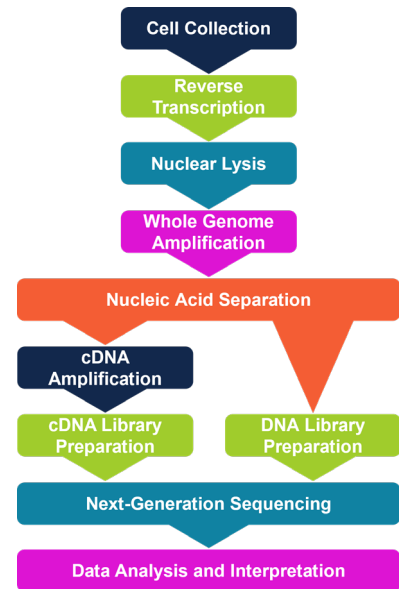 Cell Collection
Reverse
Transcription
Nuclear Lysis
Whole Genome
Amplification
Nucleic Acid Separation
cDNA
Amplification
cDNA Library
Preparation
DNA Library
Preparation
Next-Generation Sequencing
Data Analysis and Interpretation